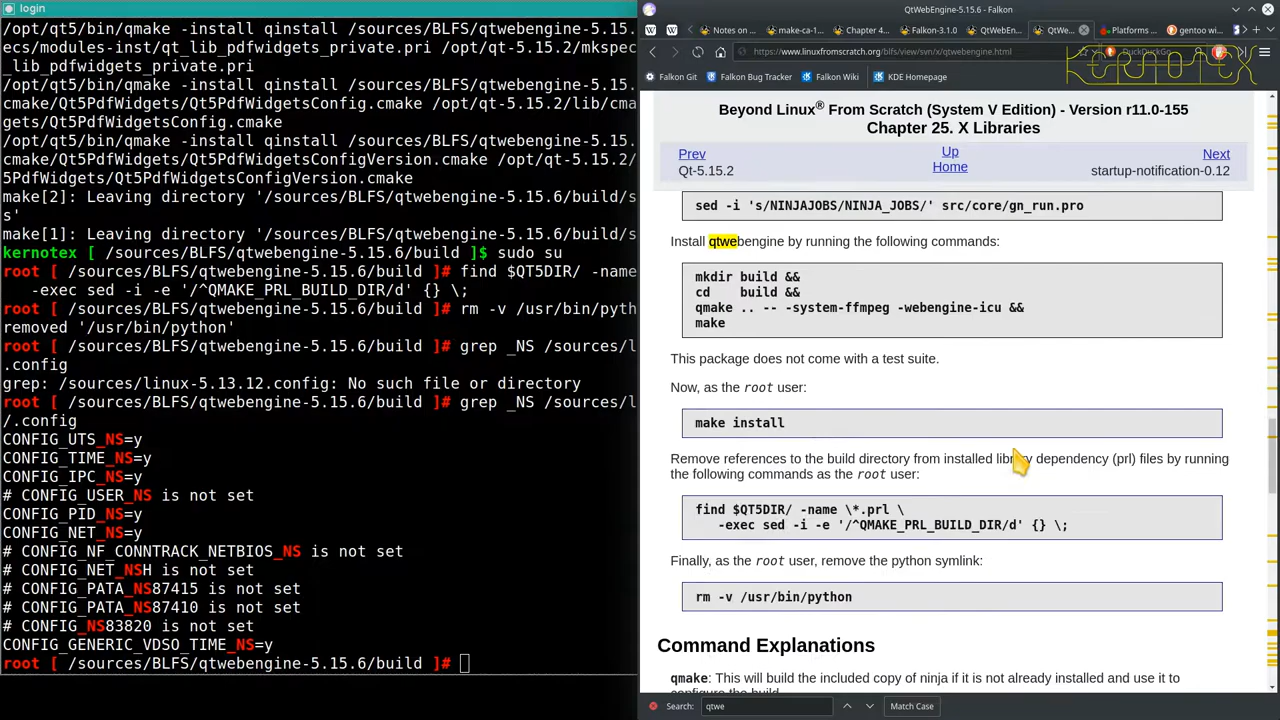 login
/opt/qt5/bin/qmake -install qinstall /sources/BLFS/qtwebengine-5.15.
ecs/modules-inst/qt_lib_pdfwidgets_private.pri /opt/qt-5.15.2/mkspec
_lib_pdfwidgets_private.pri
/opt/qt5/bin/qmake -install qinstall /sources/BLFS/qtwebengine-5.15.
cmake/Qt5PdfWidgets/Qt5PdfWidgetsConfig.cmake /opt/qt-5.15.2/lib/cma
gets/Qt5PdfWidgetsConfig.cmake
/opt/qt5/bin/qmake -install qinstall /sources/BLFS/qtwebengine-5.15.
cmake/Qt5PdfWidgets/Qt5PdfWidgetsConfigVersion.cmake /opt/qt-5.15.2/
5PdfWidgets/Qt5PdfWidgetsConfigVersion.cmake
make[2]: Leaving directory '/sources/BLFS/qtwebengine-5.15.6/build/s
s'
make[1]: Leaving directory '/sources/BLFS/qtwebengine-5.15.6/build/s
kernotex [ /sources/BLFS/qtwebengine-5.15.6/build ]$ sudo su
root [ /sources/BLFS/qtwebengine-5.15.6/build ]# find $QT5DIR/ -name
-exec sed -i -e '/^QMAKE_PRL_BUILD_DIR/d' {} \;
root [ /sources/BLFS/qtwebengine-5.15.6/build ]# rm -v /usr/bin/pyth
removed '/usr/bin/python'
root [ /sources/BLFS/qtwebengine-5.15.6/build ]# grep _NS /sources/l
.config
grep: /sources/linux-5.13.12.config: No such file or directory
root [ /sources/BLFS/qtwebengine-5.15.6/build ]# grep _NS /sources/l
/.config
CONFIG_UTS_NS=y
CONFIG_TIME_NS=y
CONFIG_IPC_NS=y
# CONFIG_USER_NS is not set
CONFIG_PID_NS=y
CONFIG_NET_NS=y
# CONFIG_NF_CONNTRACK_NETBIOS_NS is not set
# CONFIG_NET_NSH is not set
# CONFIG_PATA_NS87415 is not set
# CONFIG_PATA_NS87410 is not set
# CONFIG_NS83820 is not set
CONFIG_GENERIC_VDSO_TIME_NS=y
root [ /sources/BLFS/qtwebengine-5.15.6/build ]#
QtWebEngine-5.15.6 - Falkon
Notes on ... make-ca-1... Chapter 4... Falkon-3.1.0 QtWebEn... QtWe... Platforms ... gentoo wi...
https://www.linuxfromscratch.org/blfs/view/svn/x/qtwebengine.html DuckDuckGo
kernotex
Falkon Git Falkon Bug Tracker Falkon Wiki KDE Homepage
Beyond Linux® From Scratch (System V Edition) - Version r11.0-155
Chapter 25. X Libraries
Prev Up Next
Qt-5.15.2 Home startup-notification-0.12
sed -i 's/NINJAJOBS/NINJA_JOBS/' src/core/gn_run.pro
Install qtwebengine by running the following commands:
mkdir build &&
cd build &&
qmake .. -- -system-ffmpeg -webengine-icu &&
make
This package does not come with a test suite.
Now, as the root user:
make install
Remove references to the build directory from installed library dependency (prl) files by running
the following commands as the root user:
find $QT5DIR/ -name \*.prl \
-exec sed -i -e '/^QMAKE_PRL_BUILD_DIR/d' {} \;
Finally, as the root user, remove the python symlink:
rm -v /usr/bin/python
Command Explanations
qmake: This will build the included copy of ninja if it is not already installed and use it to
configure the build.
Search: qtwe Match Case